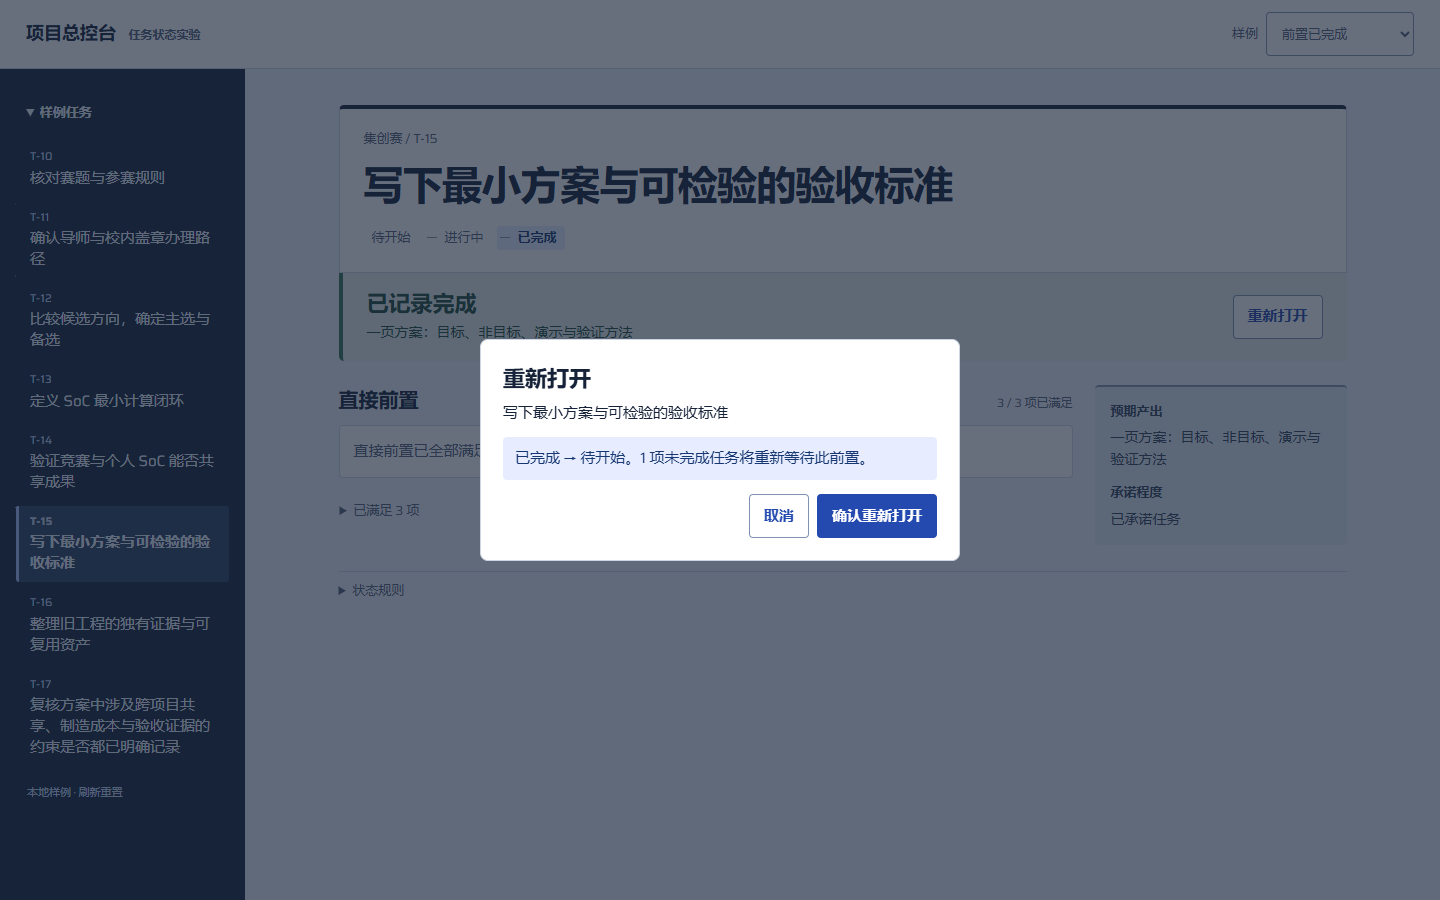 项目总控台 任务状态实验
样例 前置已完成
▼ 样例任务
T-10
核对赛题与参赛规则
T-11
确认导师与校内盖章办理路
径
T-12
比较候选方向，确定主选与
备选
T-13
定义 SoC 最小计算闭环
T-14
验证竞赛与个人 SoC 能否共
享成果
T-15
写下最小方案与可检验的验
收标准
T-16
整理旧工程的独有证据与可
复用资产
T-17
复核方案中涉及跨项目共
享、制造成本与验收证据的
约束是否都已明确记录
本地样例 · 刷新重置
集创赛 / T-15
写下最小方案与可检验的验收标准
待开始 — 进行中 — 已完成
已记录完成
一页方案：目标、非目标、演示与验证方法
重新打开
直接前置
3 / 3 项已满足
直接前置已全部满足
▶ 已满足 3 项
▶ 状态规则
预期产出
一页方案：目标、非目标、演示与
验证方法
承诺程度
已承诺任务
重新打开
写下最小方案与可检验的验收标准
已完成 → 待开始。1 项未完成任务将重新等待此前置。
取消 确认重新打开